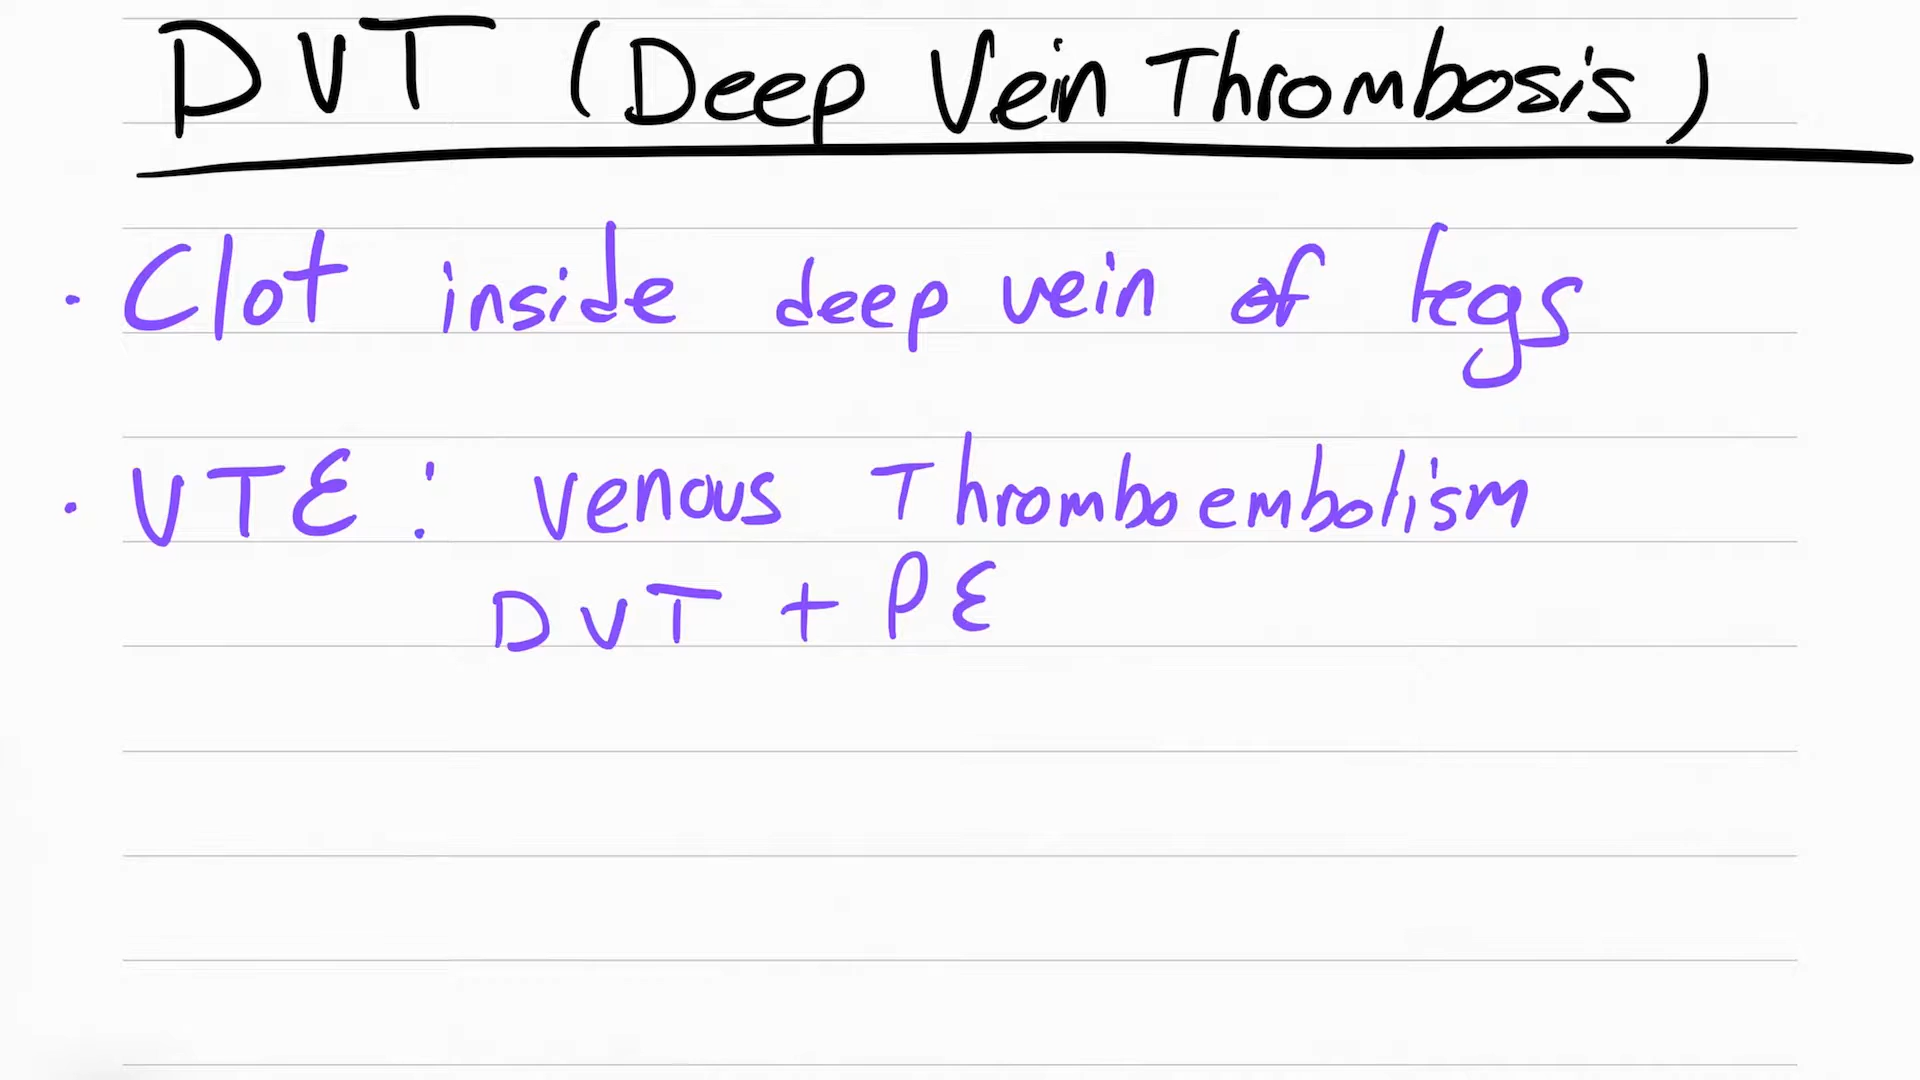 DVT (Deep Vein Thrombosis)
· Clot inside deep vein of legs
· VTE: Venous Thromboembolism
DVT + PE